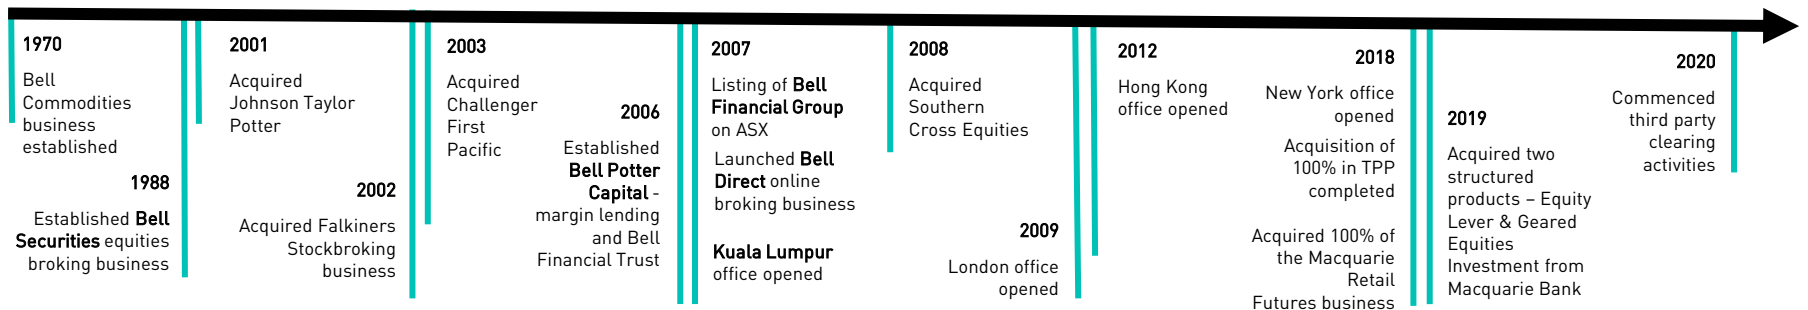 1970
Bell
Commodities
business
established
1988
Established Bell
Securities equities
broking business
2001
Acquired
Johnson Taylor
Potter
2002
Acquired Falkiners
Stockbroking
business
2003
Acquired
Challenger
First
Pacific
2006
Established
Bell Potter
Capital -
margin lending
and Bell
Financial Trust
2007
Listing of Bell
Financial Group
on ASX
Launched Bell
Direct online
broking business
Kuala Lumpur
office opened
2008
Acquired
Southern
Cross Equities
2009
London office
opened
2012
Hong Kong
office opened
2018
New York office
opened
Acquisition of
100% in TPP
completed
Acquired 100% of
the Macquarie
Retail
Futures business
2019
Acquired two
structured
products – Equity
Lever & Geared
Equities
Investment from
Macquarie Bank
2020
Commenced
third party
clearing
activities